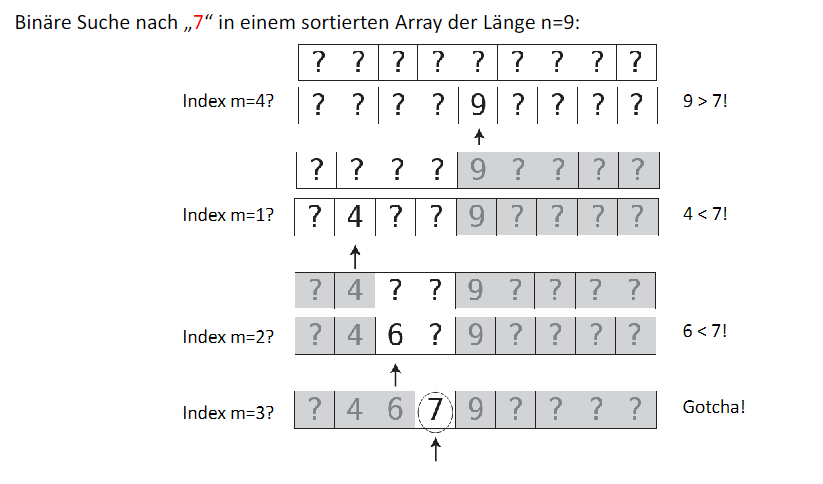 Binäre Suche nach „7“ in einem sortierten Array der Länge n=9:
? ? ? ? ? ? ? ? ?
Index m=4? ? ? ? ? 9 ? ? ? ? 9 > 7!
? ? ? ? 9 ? ? ? ?
Index m=1? ? 4 ? ? 9 ? ? ? ? 4 < 7!
? 4 ? ? 9 ? ? ? ?
Index m=2? ? 4 6 ? 9 ? ? ? ? 6 < 7!
Index m=3? ? 4 6 7 9 ? ? ? ? Gotcha!